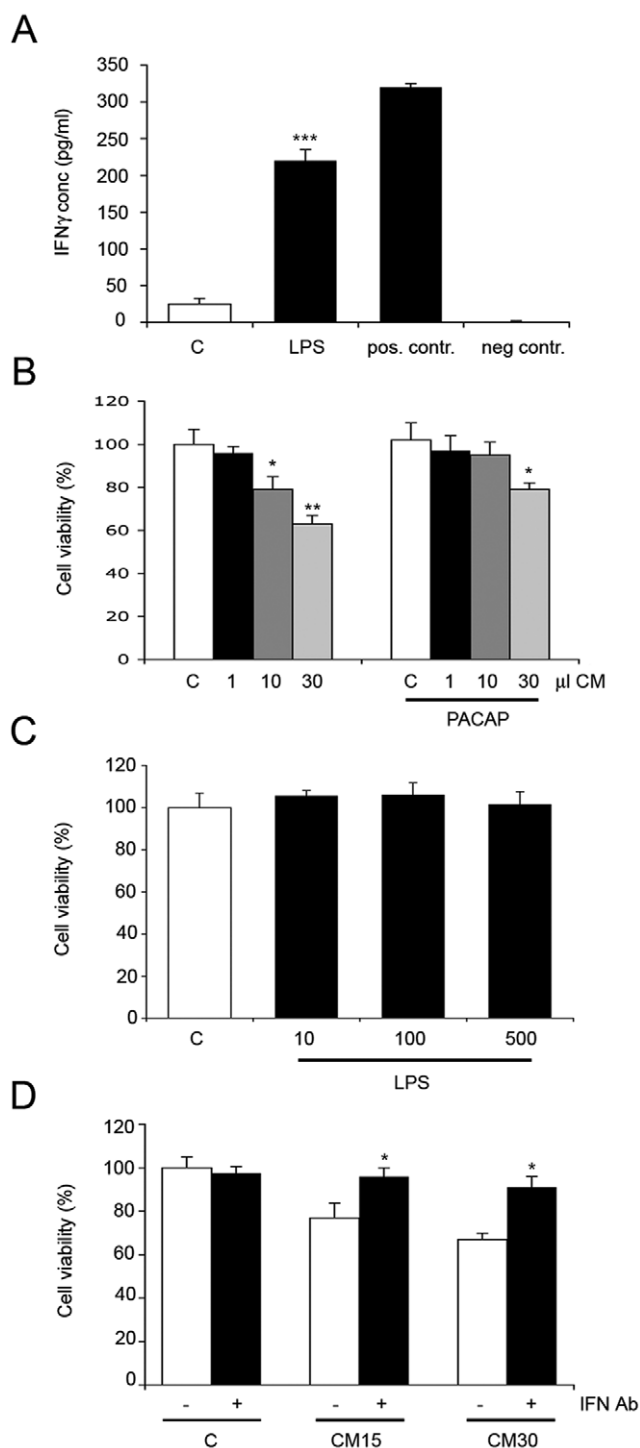 A
IFNγ conc (pg/ml)
350
300
250
200
150
100
50
0
***
C LPS pos. contr. neg contr.
B
Cell viability (%)
120
100
80
60
40
20
0
* ** *
C 1 10 30 C 1 10 30 µl CM
PACAP
C
Cell viability (%)
120
100
80
60
40
20
0
C 10 100 500
LPS
D
Cell viability (%)
120
100
80
60
40
20
0
* *
- + - + - + IFN Ab
C CM15 CM30